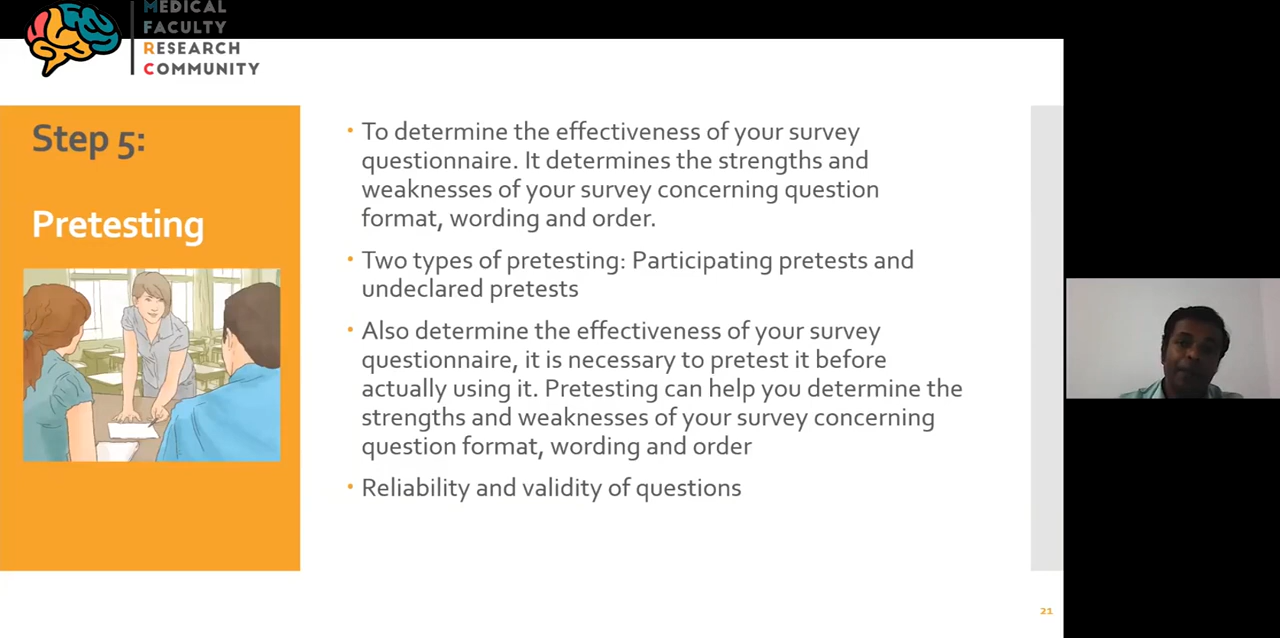 MEDICAL
FACULTY
RESEARCH
COMMUNITY
Step 5:
Pretesting
• To determine the effectiveness of your survey
questionnaire. It determines the strengths and
weaknesses of your survey concerning question
format, wording and order.
• Two types of pretesting: Participating pretests and
undeclared pretests
• Also determine the effectiveness of your survey
questionnaire, it is necessary to pretest it before
actually using it. Pretesting can help you determine the
strengths and weaknesses of your survey concerning
question format, wording and order
• Reliability and validity of questions
21